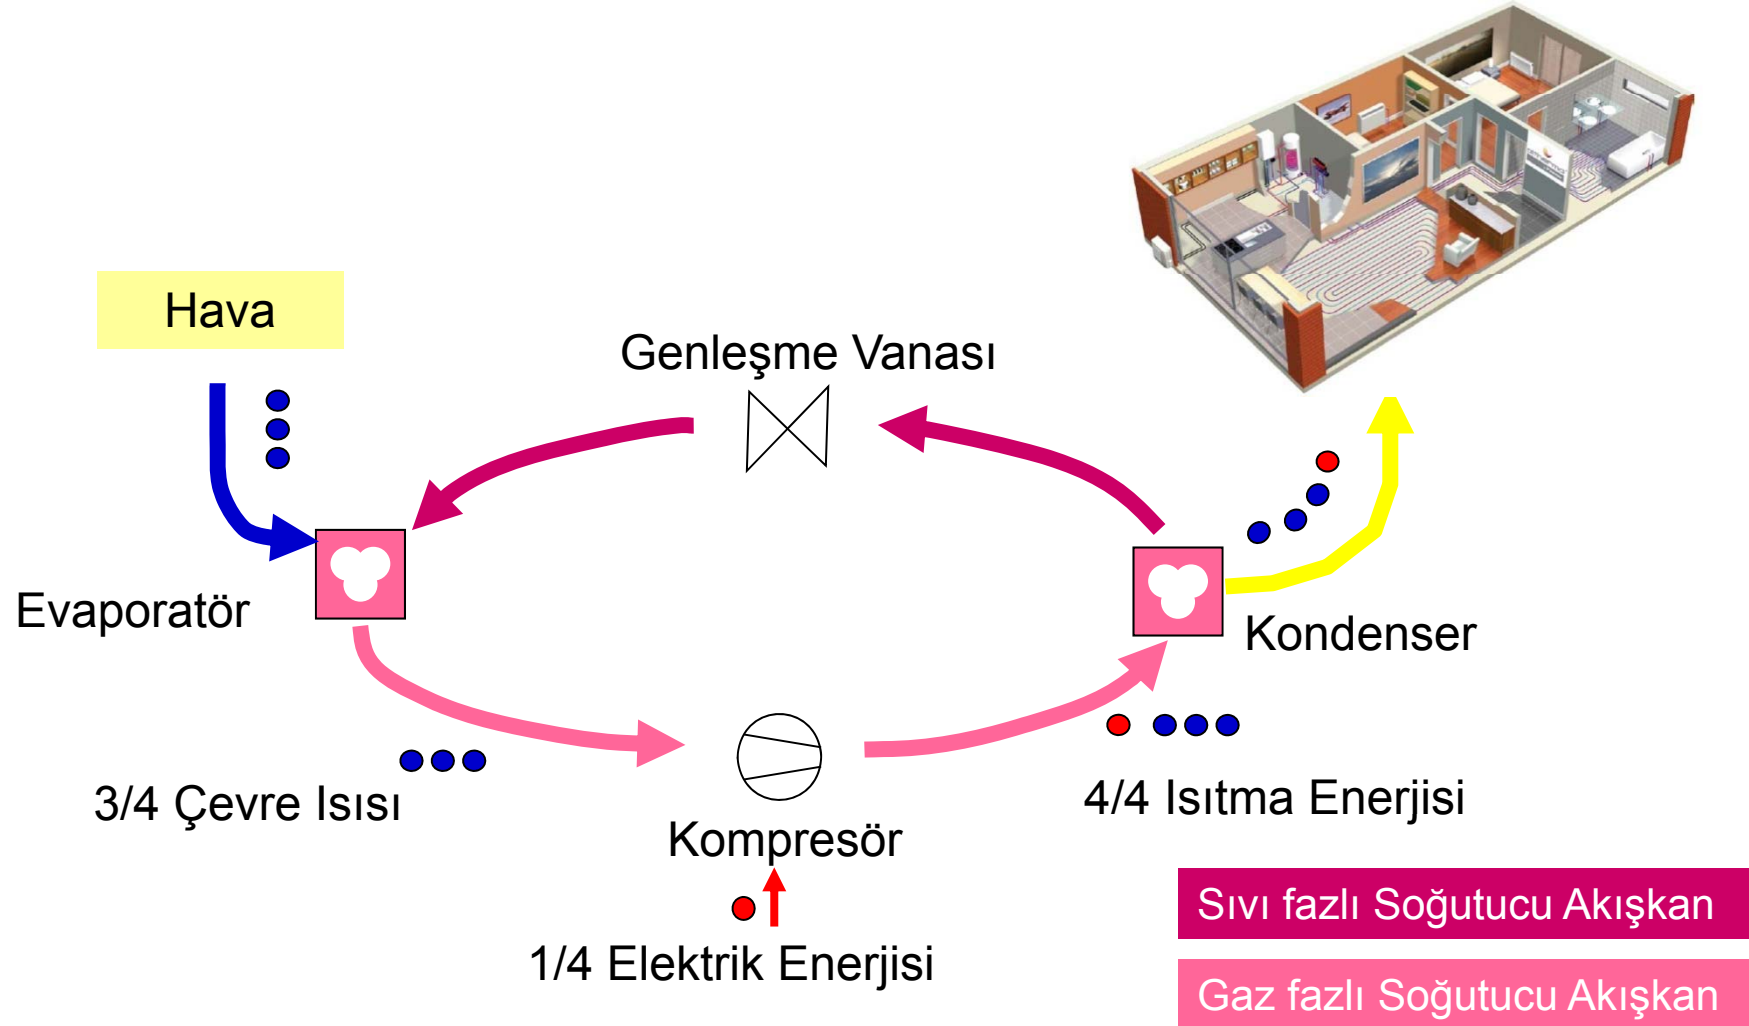 Hava
Genleşme Vanası
Evaporatör
Kondenser
3/4 Çevre Isısı
4/4 Isıtma Enerjisi
Kompresör
1/4 Elektrik Enerjisi
Sıvı fazlı Soğutucu Akışkan
Gaz fazlı Soğutucu Akışkan